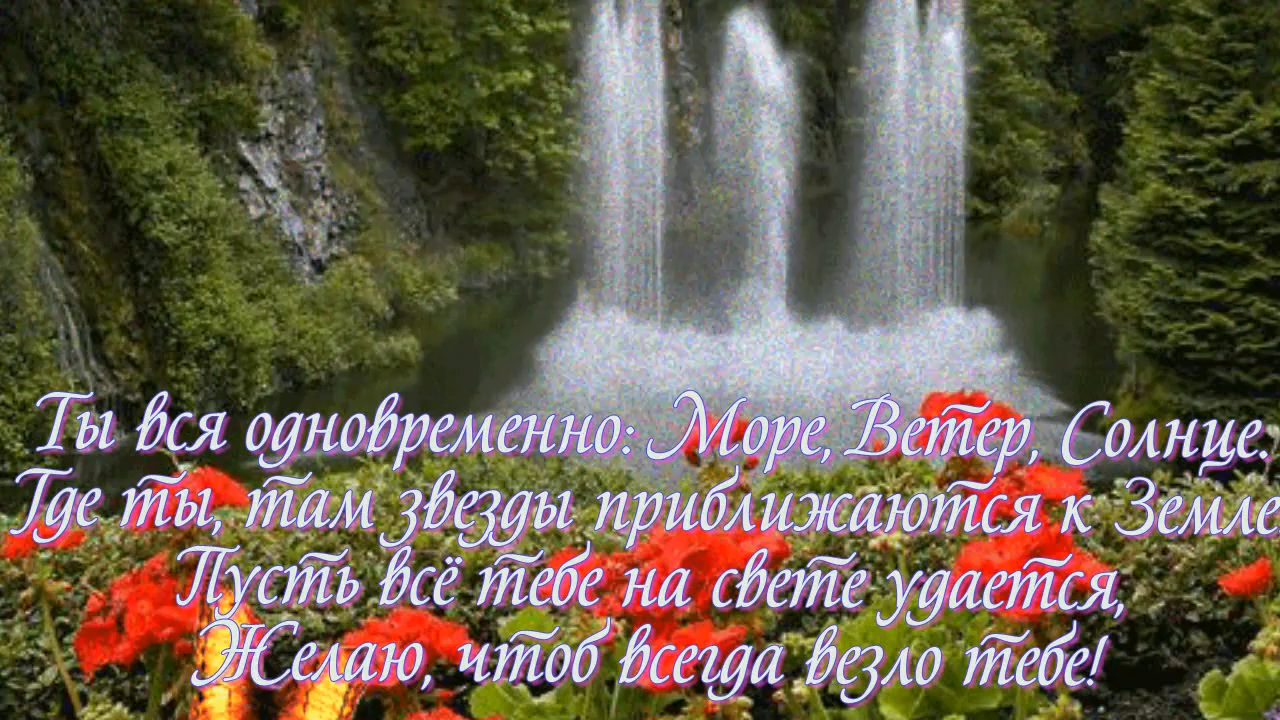 Ты вся одновременно: Море, Ветер, Солнце.
Где ты, там звезды приближаются к Земле
Пусть всё тебе на свете удается,
Желаю, чтоб всегда везло тебе!